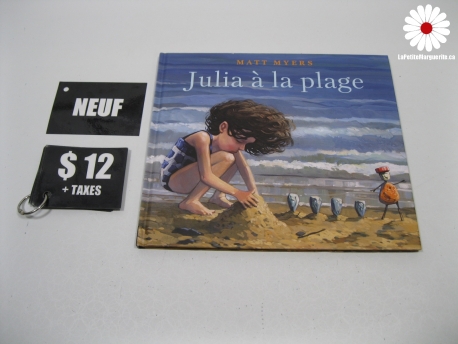 LaPetiteMarguerite.ca
MATT MYERS
Julia à la plage
NEUF
$ 12
+ TAXES